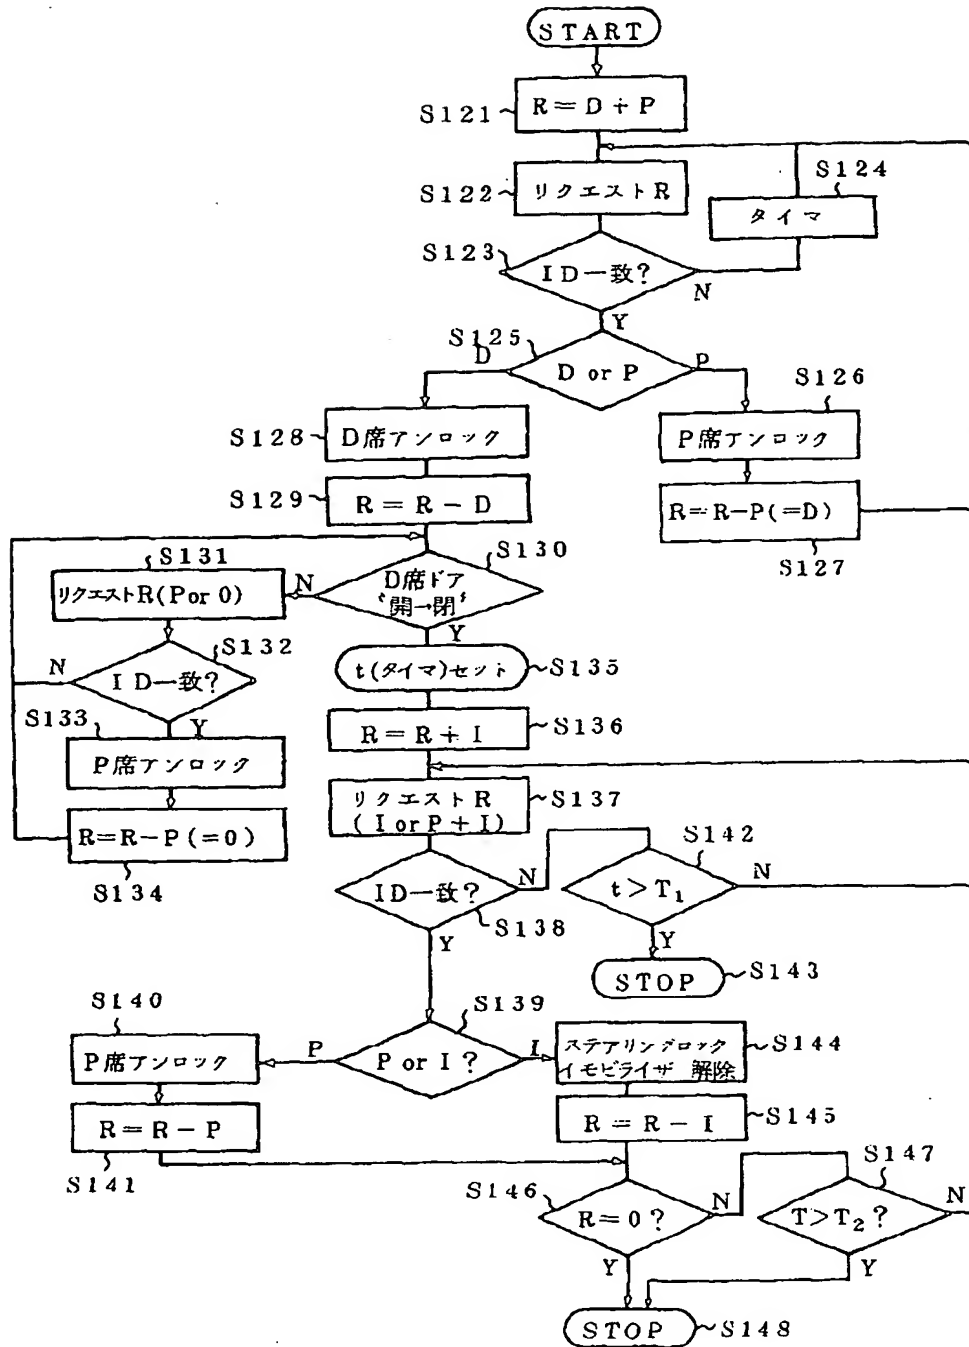 START
S121
R=D+P
S122
リクエストR
S124
タイマ
S123
ID一致?
N
Y
S125
D
D or P
P
S126
S128
D席アンロック
P席アンロック
S129
R=R-D
R=R-P(=D)
S127
S130
D席ドア
"開→閉"
N
Y
S131
リクエストR(P or 0)
S132
ID一致?
N
Y
S133
P席アンロック
R=R-P(=0)
S134
t(タイマ)セット
S135
R=R+I
S136
リクエストR
(I or P+I)
S137
ID一致?
N
S138
Y
S142
t>T₁
N
Y
STOP
S143
S139
P or I?
P
I
S140
P席アンロック
R=R-P
S141
ステアリングロック
イモビライザ 解除
S144
R=R-I
S145
S146
R=0?
N
Y
S147
T>T₂?
N
Y
STOP
S148